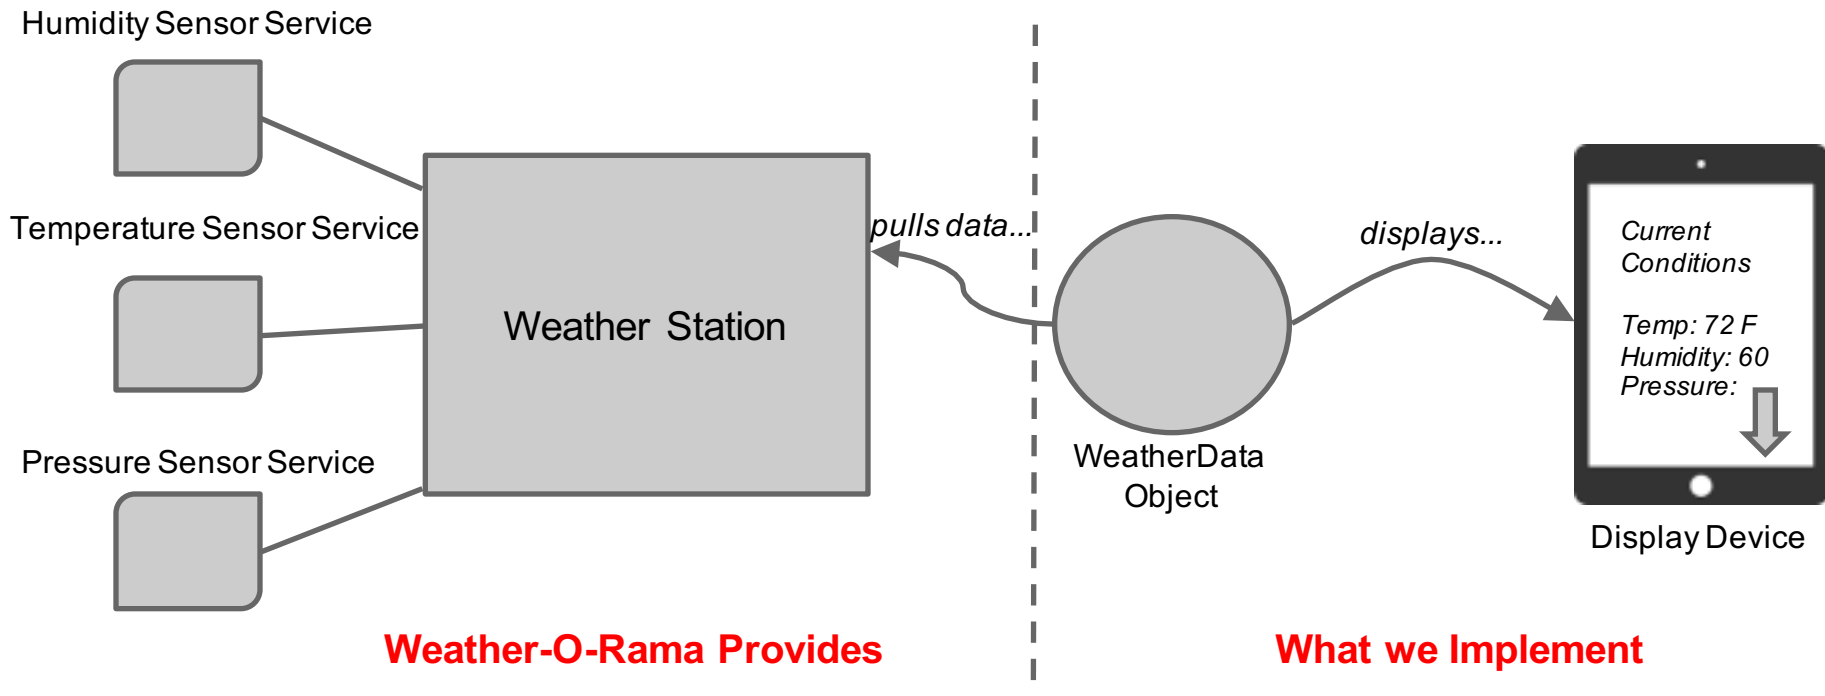 Humidity Sensor Service
Temperature Sensor Service
Pressure Sensor Service
Weather Station
pulls data...
WeatherData
Object
displays...
Current
Conditions
Temp: 72 F
Humidity: 60
Pressure:
Display Device
Weather-O-Rama Provides
What we Implement